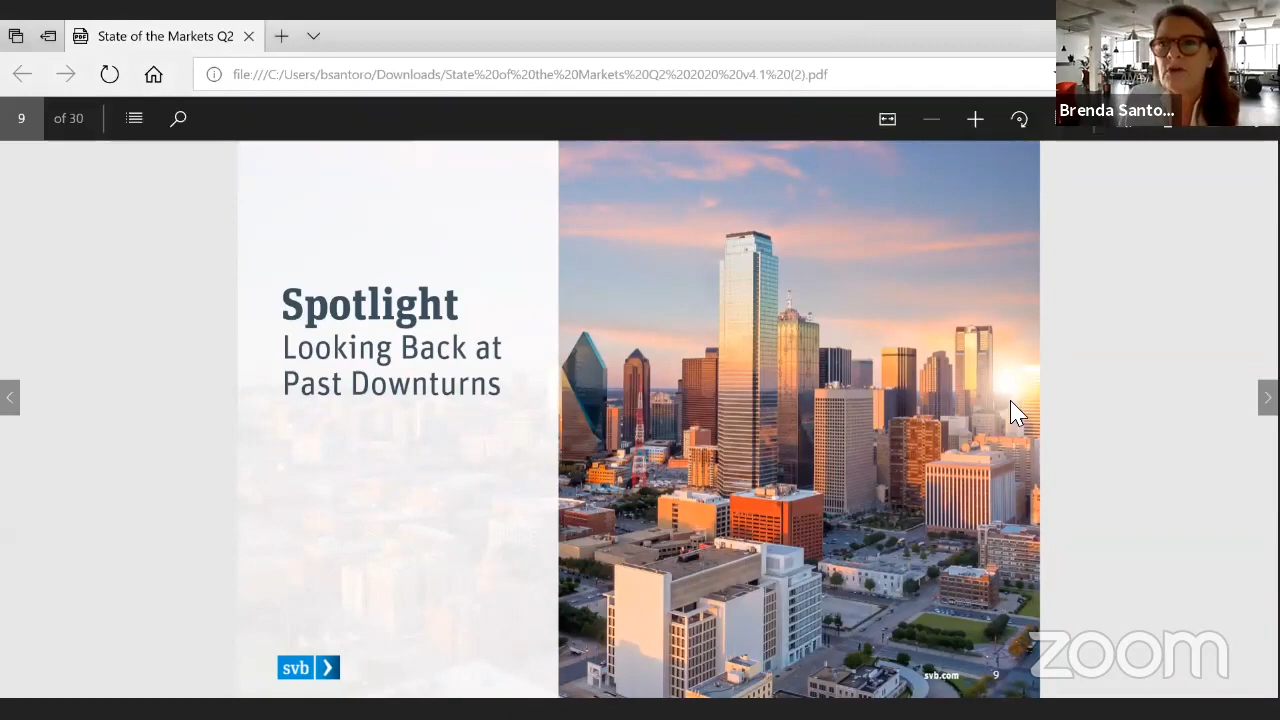 State of the Markets Q2
file:///C:/Users/bsantoro/Downloads/State%20of%20the%20Markets%20Q2%202020%20v4.1%20(2).pdf
Brenda Santo...
9
of 30
Spotlight
Looking Back at
Past Downturns
svb
svb.com
9
zoom